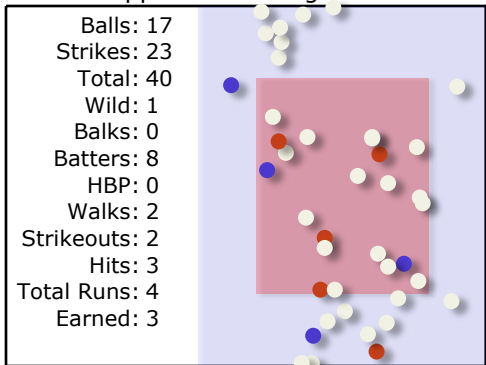 Balls: 17
Strikes: 23
Total: 40
Wild: 1
Balks: 0
Batters: 8
HBP: 0
Walks: 2
Strikeouts: 2
Hits: 3
Total Runs: 4
Earned: 3